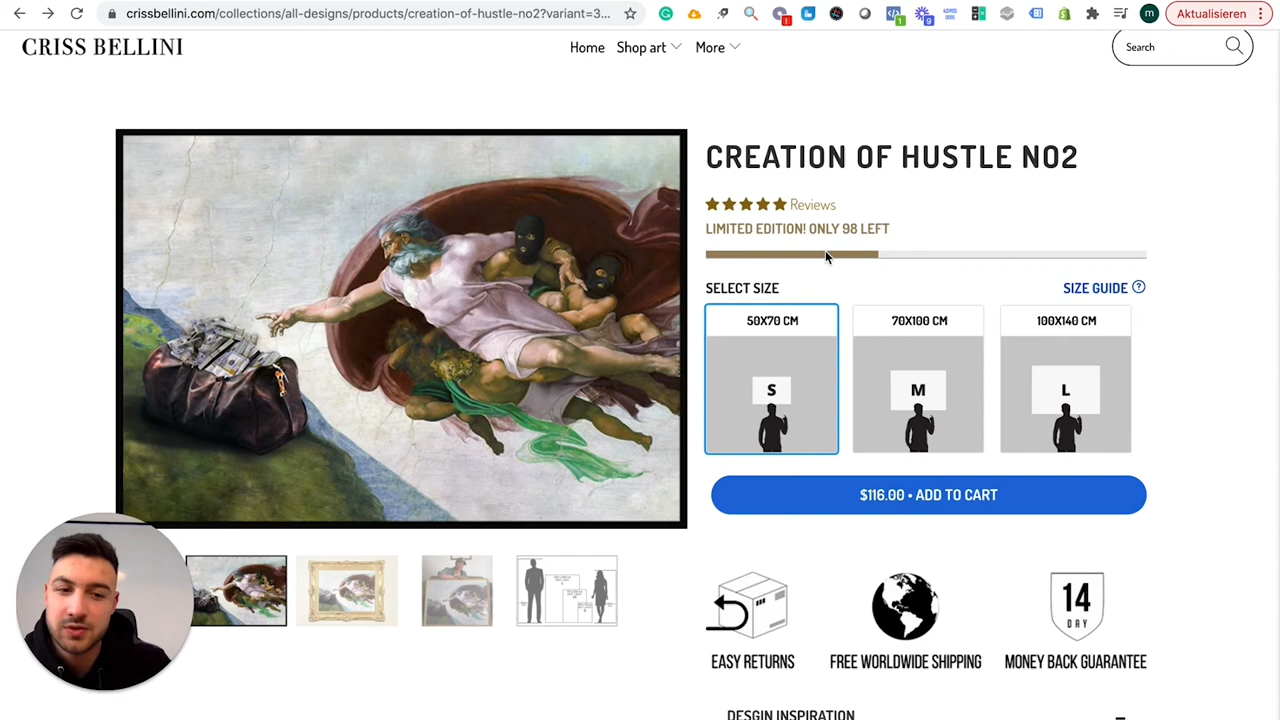 crissbellini.com/collections/all-designs/products/creation-of-hustle-no2?variant=3...
Aktualisieren
CRISS BELLINI
Home Shop art More
Search
CREATION OF HUSTLE NO2
Reviews
LIMITED EDITION! ONLY 98 LEFT
SELECT SIZE
SIZE GUIDE ?
50X70 CM
70X100 CM
100X140 CM
S
M
L
$116.00 • ADD TO CART
14
DAY
EASY RETURNS
FREE WORLDWIDE SHIPPING
MONEY BACK GUARANTEE
DESGIN INSPIRATION